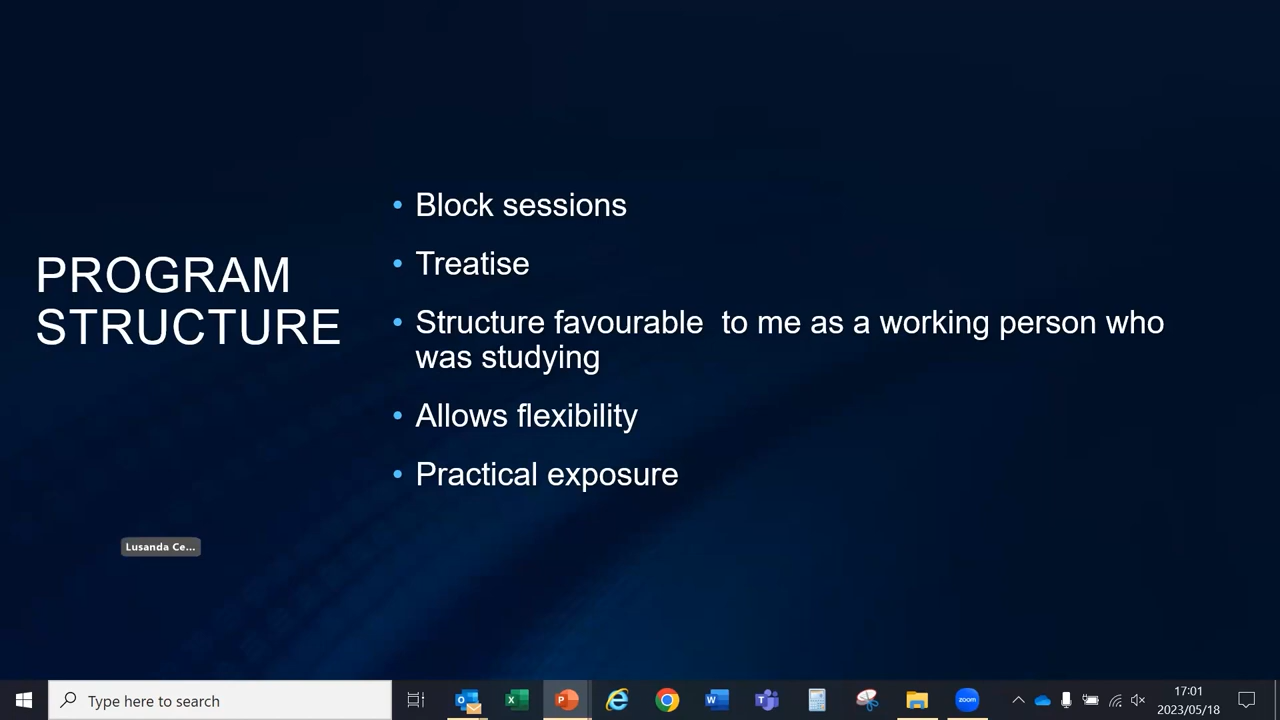 PROGRAM
STRUCTURE
• Block sessions
• Treatise
• Structure favourable  to me as a working person who
was studying
• Allows flexibility
• Practical exposure
Lusanda Ce...
Type here to search
zoom
17:01
2023/05/18